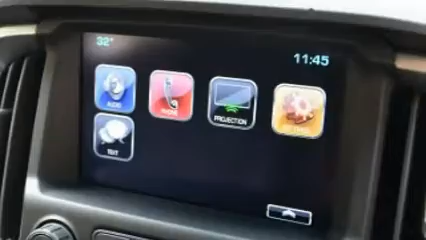 32°
11:45
AUDIO
PHONE
PROJECTION
SETTINGS
TEXT